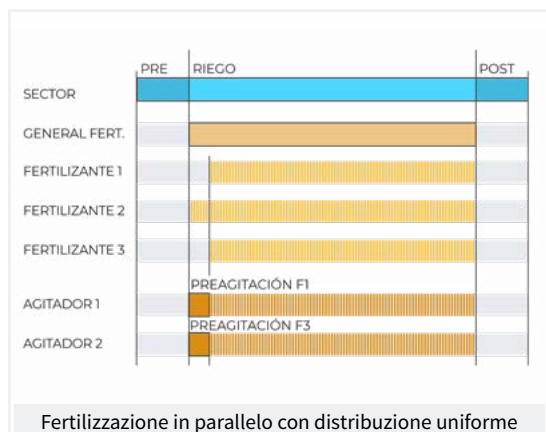 PRE RIEGO POST
SECTOR
GENERAL FERT.
FERTILIZANTE 1
FERTILIZANTE 2
FERTILIZANTE 3
PREAGITACIÓN F1
AGITADOR 1
PREAGITACIÓN F3
AGITADOR 2
Fertilizzazione in parallelo con distribuzione uniforme